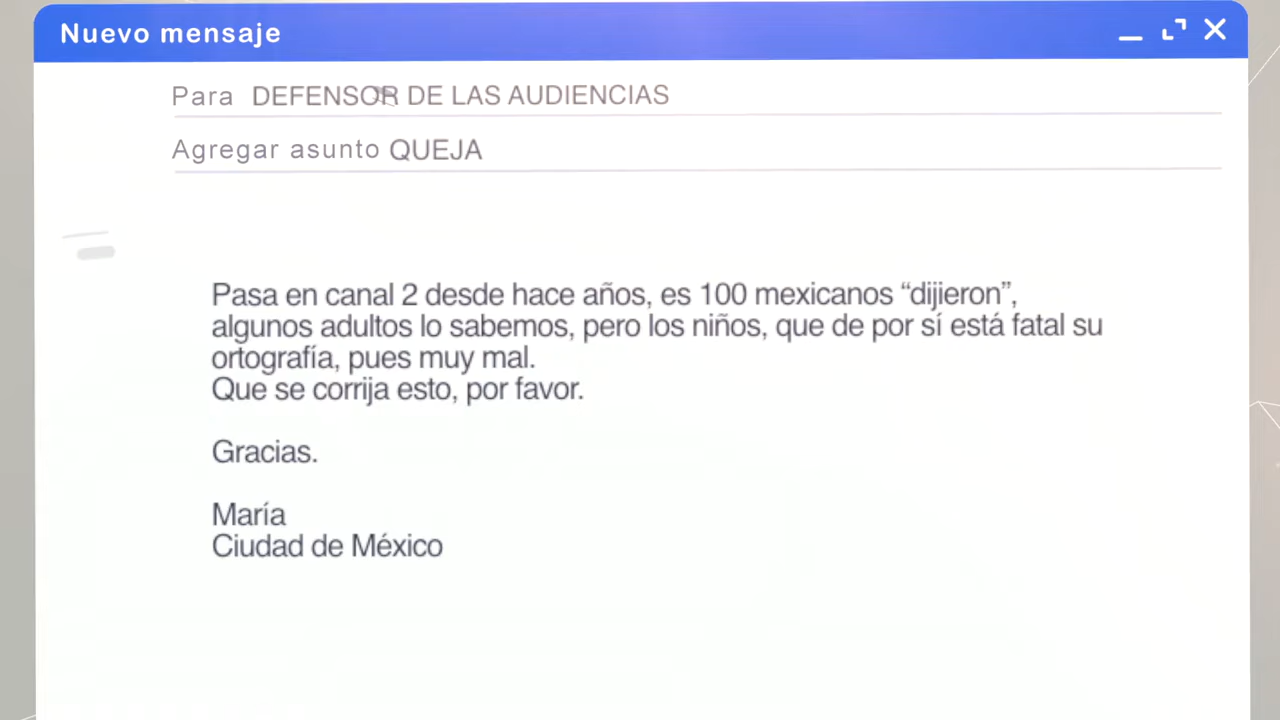 Nuevo mensaje
Para DEFENSOR DE LAS AUDIENCIAS
Agregar asunto QUEJA
Pasa en canal 2 desde hace años, es 100 mexicanos “dijieron”,
algunos adultos lo sabemos, pero los niños, que de por sí está fatal su
ortografía, pues muy mal.
Que se corrija esto, por favor.
Gracias.
María
Ciudad de México